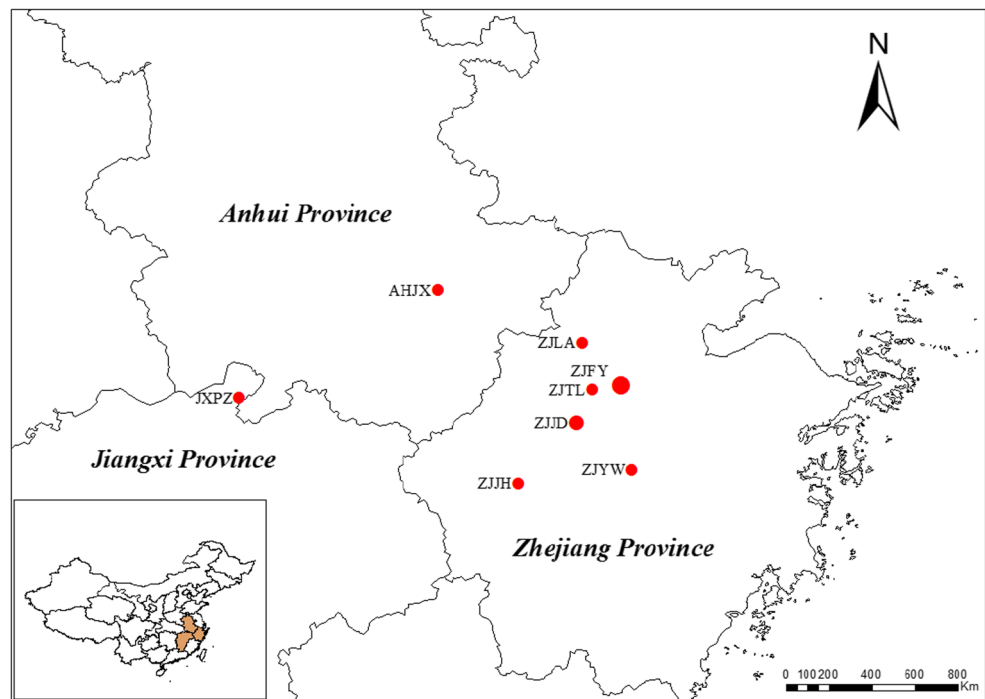 N
Anhui Province
AHJX
ZJLA
ZJFY
ZJTL
JXPZ
ZJJD
Jiangxi Province
ZJYW
ZJJH
Zhejiang Province
0 100 200 400 600 800
Km